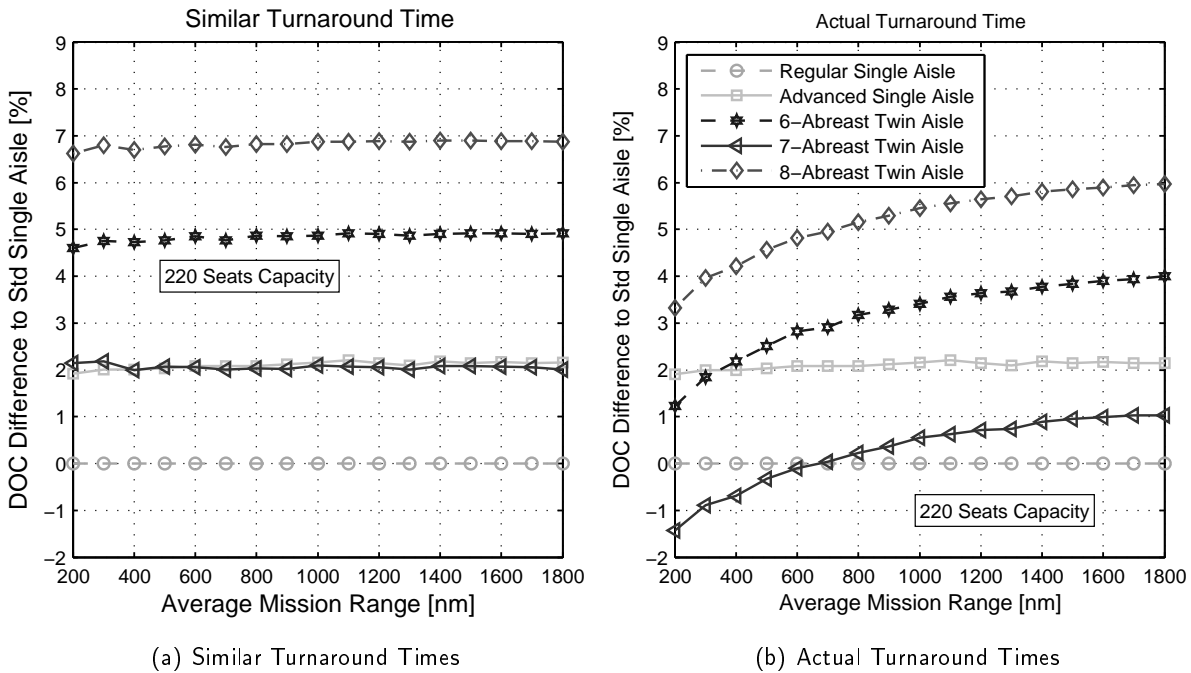 Similar Turnaround Time
9
8
7
6
5
4
3
2
1
0
−1
−2
DOC Difference to Std Single Aisle [%]
220 Seats Capacity
200 400 600 800 1000 1200 1400 1600 1800
Average Mission Range [nm]
(a) Similar Turnaround Times
Actual Turnaround Time
9
8
7
6
5
4
3
2
1
0
−1
−2
DOC Difference to Std Single Aisle [%]
Regular Single Aisle
Advanced Single Aisle
6−Abreast Twin Aisle
7−Abreast Twin Aisle
8−Abreast Twin Aisle
220 Seats Capacity
200 400 600 800 1000 1200 1400 1600 1800
Average Mission Range [nm]
(b) Actual Turnaround Times